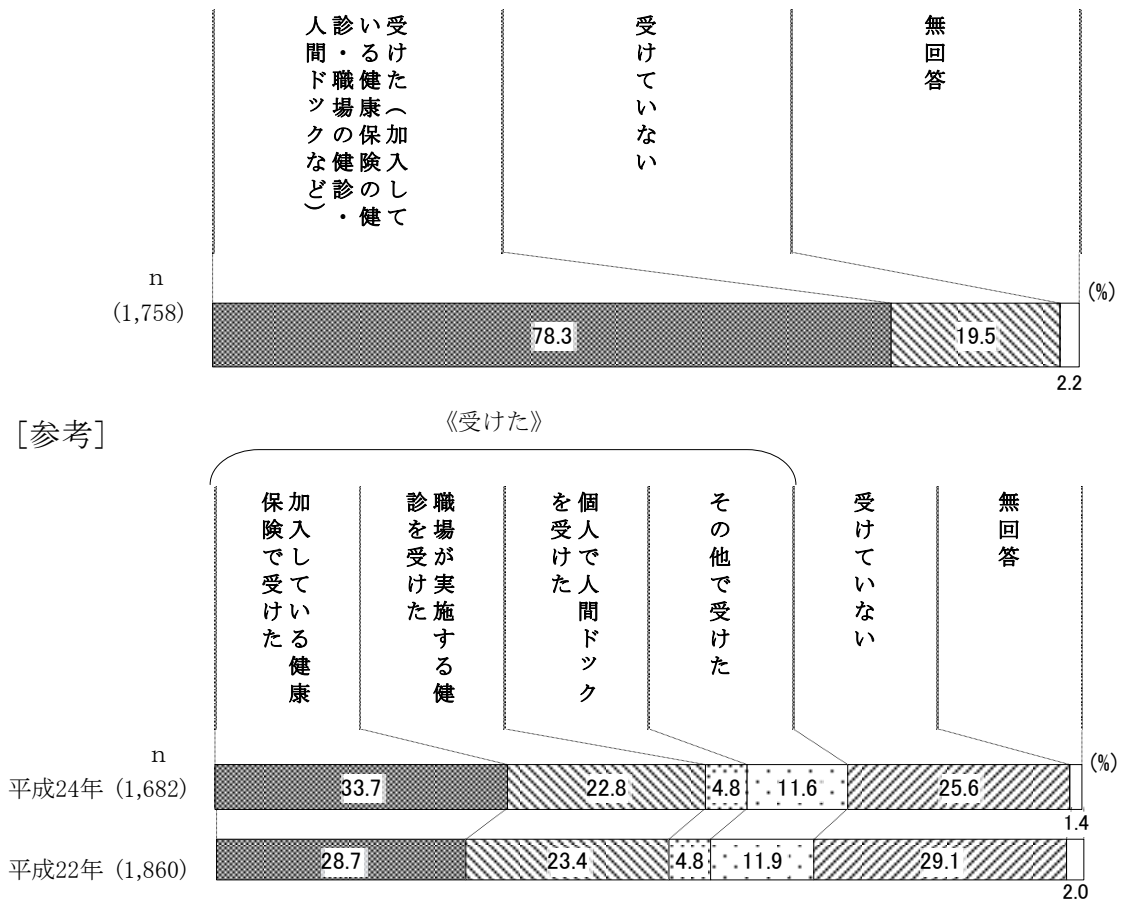 受けた（加入して
いる健康保険の健
診・職場の健診・
人間ドックなど）
受けていない
無回答
n
(1,758)
(%)
78.3
19.5
2.2
［参考］
《受けた》
加入している健康
保険で受けた
職場が実施する健
診を受けた
個人で人間ドック
を受けた
その他で受けた
受けていない
無回答
n
(%)
平成24年 (1,682)
33.7
22.8
4.8
11.6
25.6
1.4
平成22年 (1,860)
28.7
23.4
4.8
11.9
29.1
2.0